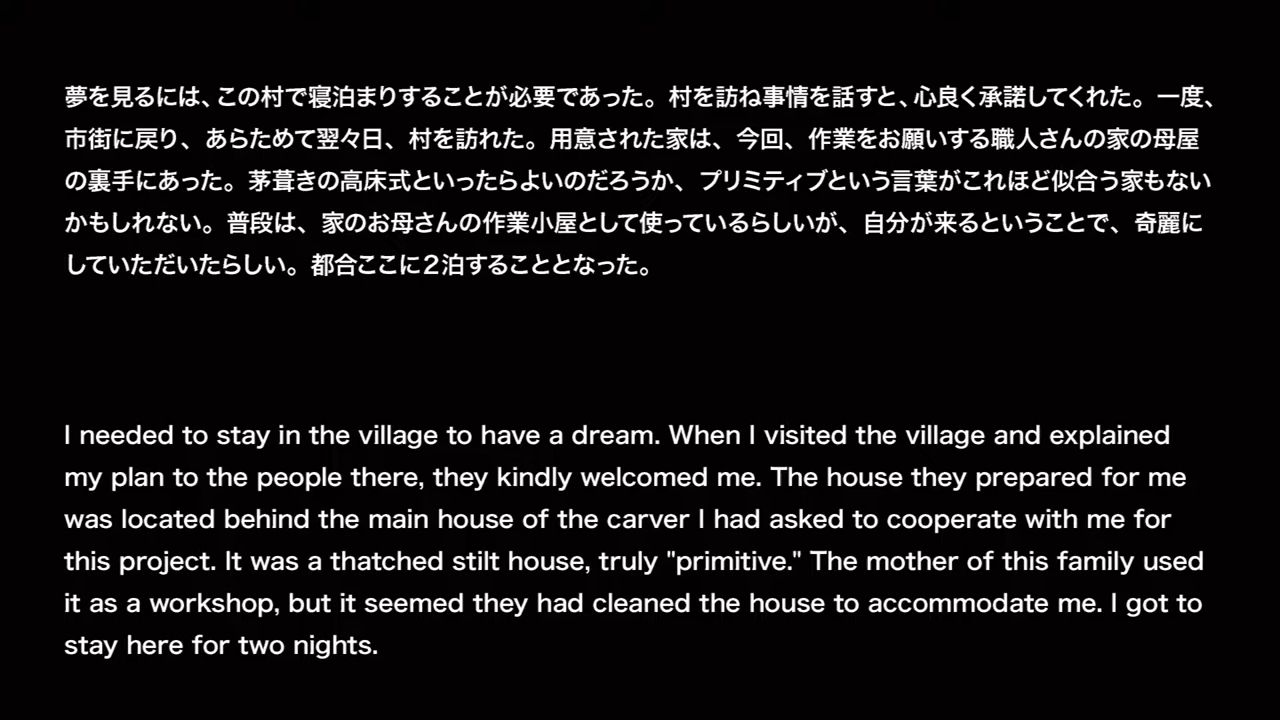 夢を見るには、この村で寝泊まりすることが必要であった。村を訪ね事情を話すと、心良く承諾してくれた。一度、
市街に戻り、あらためて翌々日、村を訪れた。用意された家は、今回、作業をお願いする職人さんの家の母屋
の裏手にあった。茅葺きの高床式といったらよいのだろうか、プリミティブという言葉がこれほど似合う家もない
かもしれない。普段は、家のお母さんの作業小屋として使っているらしいが、自分が来るということで、奇麗に
していただいたらしい。都合ここに２泊することとなった。
I needed to stay in the village to have a dream. When I visited the village and explained
my plan to the people there, they kindly welcomed me. The house they prepared for me
was located behind the main house of the carver I had asked to cooperate with me for
this project. It was a thatched stilt house, truly "primitive." The mother of this family used
it as a workshop, but it seemed they had cleaned the house to accommodate me. I got to
stay here for two nights.